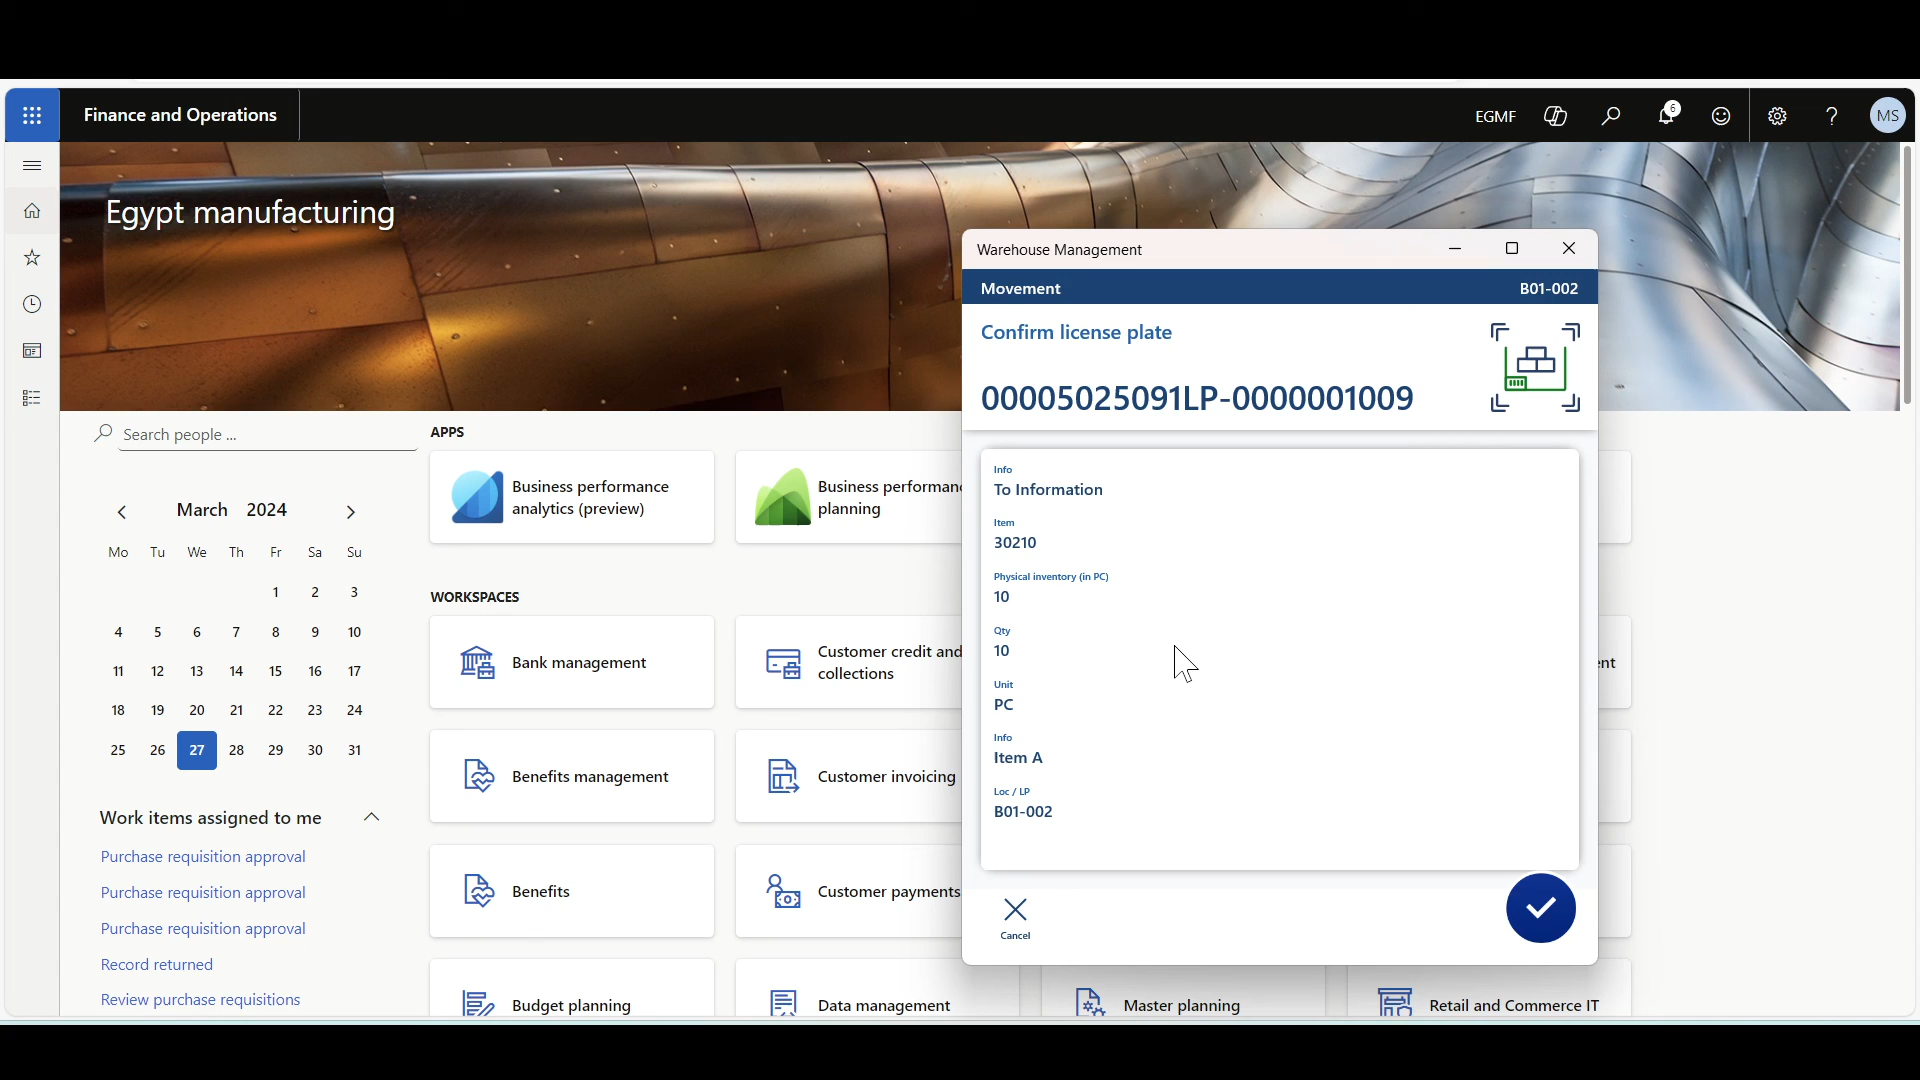 Finance and Operations
EGMF
6
?
MS
Egypt manufacturing
Search people ...
March 2024
Mo Tu We Th Fr Sa Su
1 2 3
4 5 6 7 8 9 10
11 12 13 14 15 16 17
18 19 20 21 22 23 24
25 26 27 28 29 30 31
Work items assigned to me
Purchase requisition approval
Purchase requisition approval
Purchase requisition approval
Record returned
Review purchase requisitions
APPS
Business performance
analytics (preview)
Business performanc
planning
WORKSPACES
Bank management
Customer credit and
collections
Benefits management
Customer invoicing
Benefits
Customer payments
Budget planning
Data management
Master planning
Retail and Commerce IT
ent
Warehouse Management
Movement
B01-002
Confirm license plate
00005025091LP-0000001009
Info
To Information
Item
30210
Physical inventory (in PC)
10
Qty
10
Unit
PC
Info
Item A
Loc / LP
B01-002
Cancel